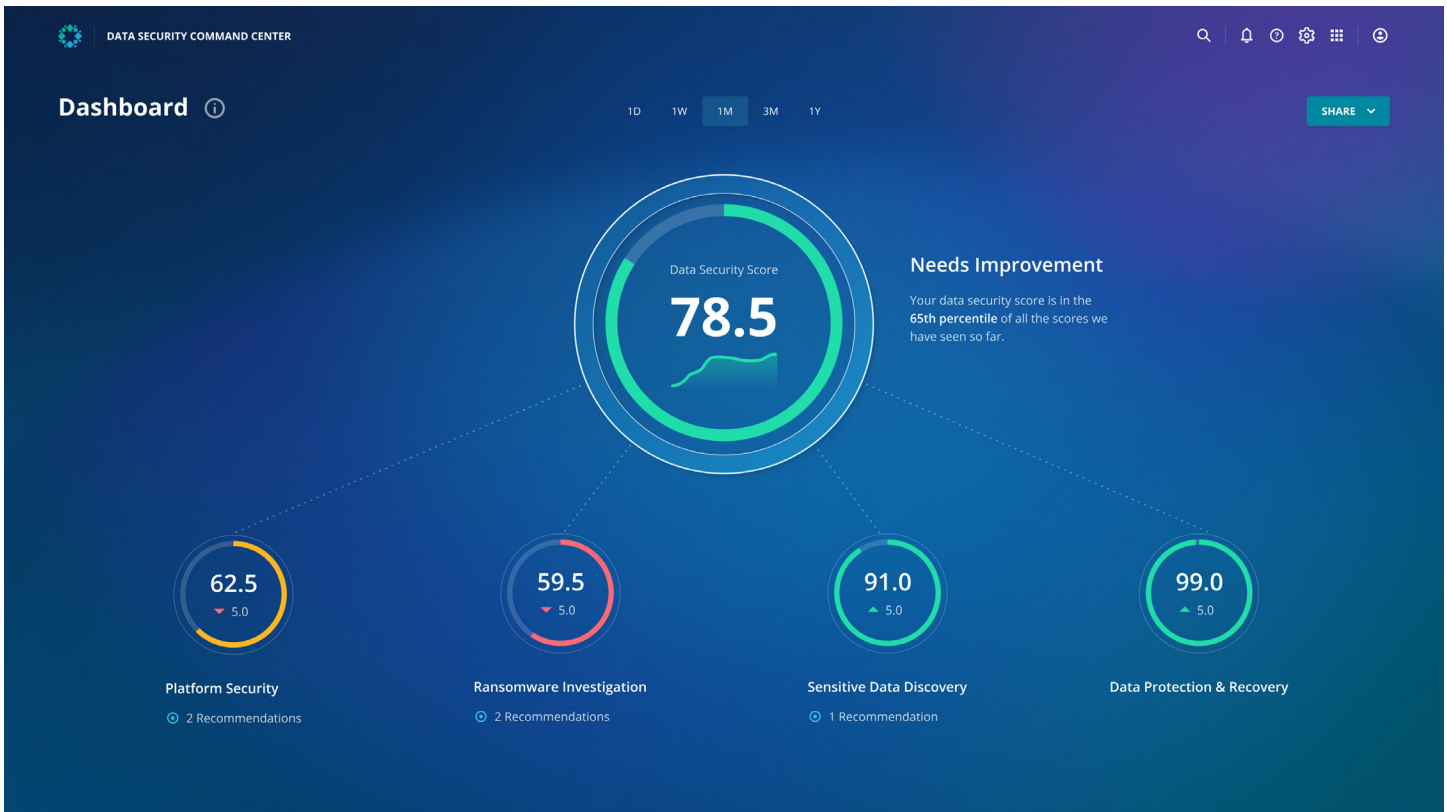 DATA SECURITY COMMAND CENTER
Dashboard
1D 1W 1M 3M 1Y
SHARE
Data Security Score
78.5
Needs Improvement
Your data security score is in the
65th percentile of all the scores we
have seen so far.
62.5
5.0
Platform Security
2 Recommendations
59.5
5.0
Ransomware Investigation
2 Recommendations
91.0
5.0
Sensitive Data Discovery
1 Recommendation
99.0
5.0
Data Protection & Recovery